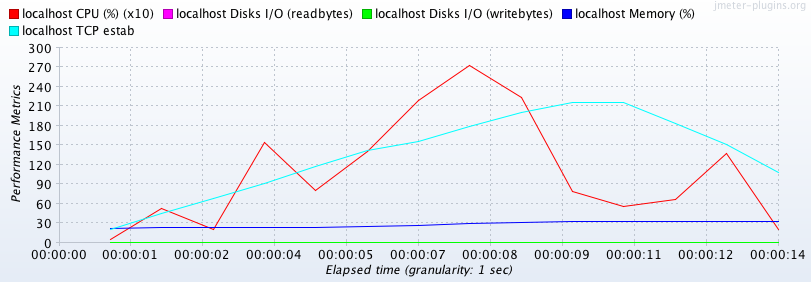 jmeter-plugins.org
localhost CPU (%) (x10) localhost Disks I/O (readbytes) localhost Disks I/O (writebytes) localhost Memory (%)
localhost TCP estab
300
270
240
210
180
150
120
90
60
30
0
Performance Metrics
00:00:00 00:00:01 00:00:02 00:00:04 00:00:05 00:00:07 00:00:08 00:00:09 00:00:11 00:00:12 00:00:14
Elapsed time (granularity: 1 sec)